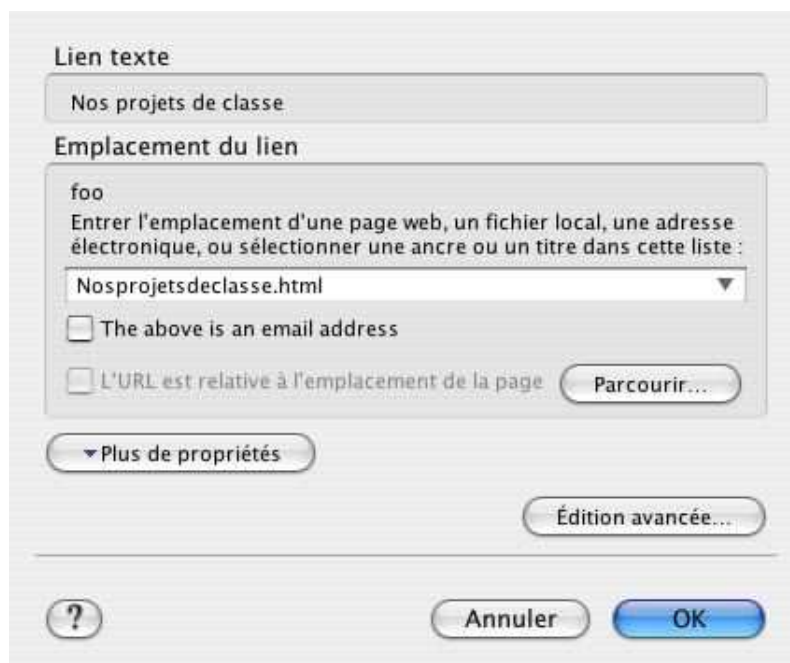 Lien texte
Nos projets de classe
Emplacement du lien
foo
Entrer l'emplacement d'une page web, un fichier local, une adresse
électronique, ou sélectionner une ancre ou un titre dans cette liste :
Nosprojetsdeclasse.html
The above is an email address
L'URL est relative à l'emplacement de la page Parcourir...
Plus de propriétés
Édition avancée...
? Annuler OK